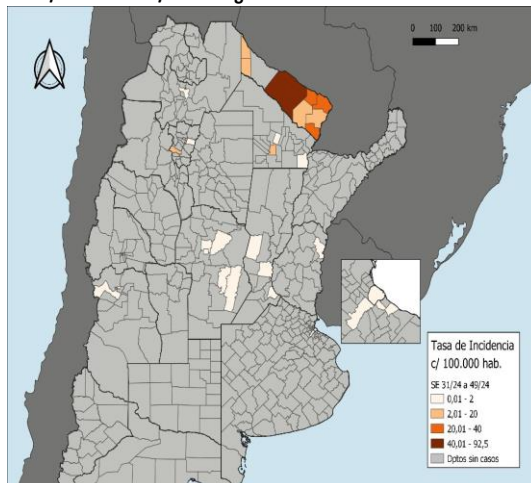 0 100 200 km
Tasa de Incidencia
c/ 100.000 hab.
SE 31/24 a 49/24
0,01 - 2
2,01 - 20
20,01 - 40
40,01 - 92,5
Dptos sin casos